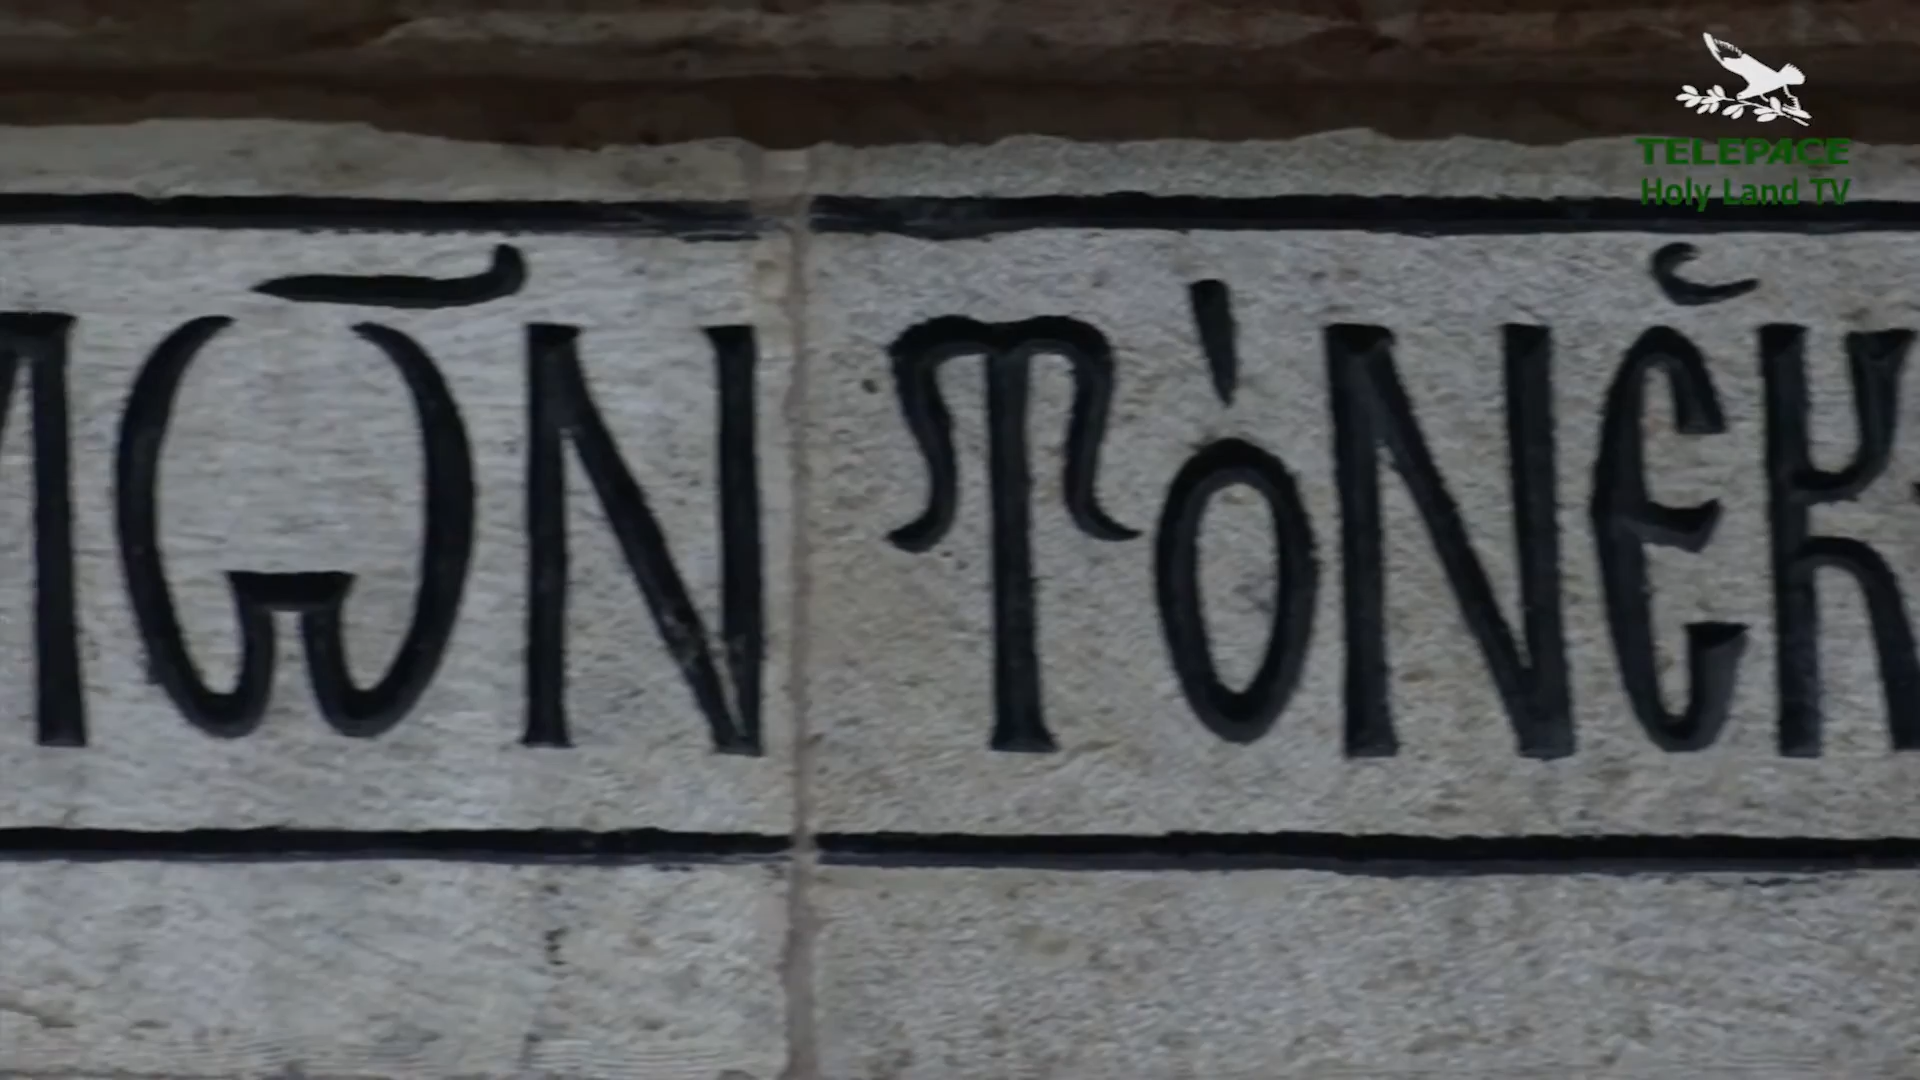 ῶΝ ΤὸΝ ἐκ
TELEPACE
Holy Land TV